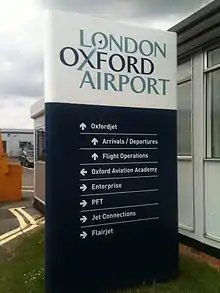 LONDON
OXFORD
AIRPORT
Oxfordjet
Arrivals / Departures
Flight Operations
Oxford Aviation Academy
Enterprise
PFT
Jet Connections
Flairjet